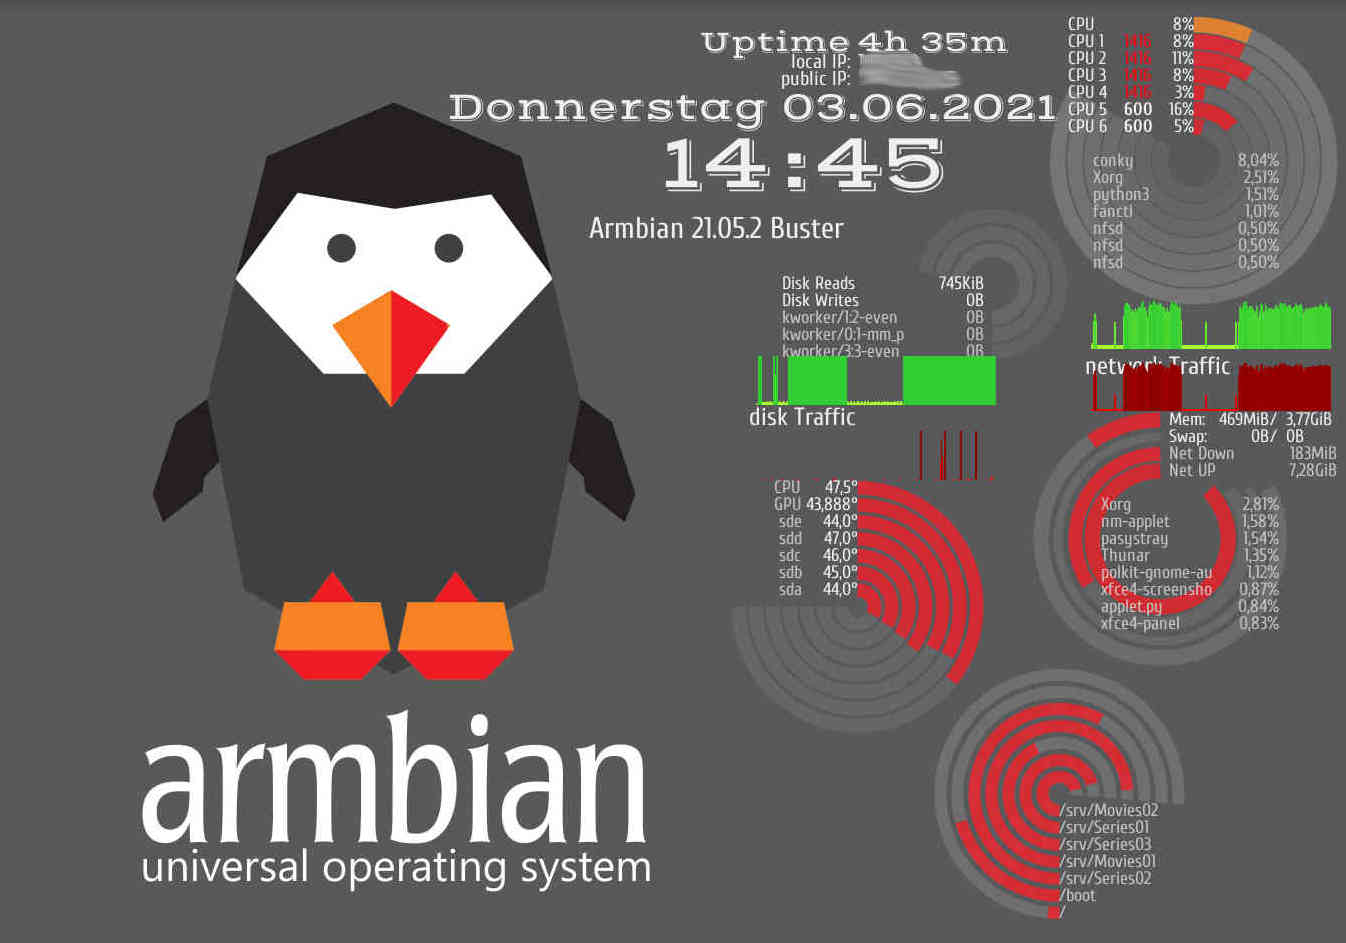 Uptime 4h 35m
local IP:
public IP:
Donnerstag 03.06.2021
14:45
Armbian 21.05.2 Buster
CPU 8%
CPU 1 1416 8%
CPU 2 1416 11%
CPU 3 1416 8%
CPU 4 1416 3%
CPU 5 600 16%
CPU 6 600 5%
conky 8,04%
Xorg 2,51%
python3 1,51%
fancti 1,01%
nfsd 0,50%
nfsd 0,50%
nfsd 0,50%
Disk Reads 745KiB
Disk Writes 0B
kworker/1:2-even 0B
kworker/0:1-mm_p 0B
kworker/3:3-even 0B
disk Traffic
network Traffic
Mem: 469MiB/ 3,77GiB
Swap: 0B/ 0B
Net Down 183MiB
Net UP 7,28GiB
Xorg 2,81%
nm-applet 1,58%
pasystray 1,54%
Thunar 1,35%
polkit-gnome-au 1,12%
xfce4-screensho 0,87%
applet.py 0,84%
xfce4-panel 0,83%
CPU 47,5°
GPU 43,888°
sde 44,0°
sdd 47,0°
sdc 46,0°
sdb 45,0°
sda 44,0°
/srv/Movies02
/srv/Series01
/srv/Series03
/srv/Movies01
/srv/Series02
/boot
/
armbian
universal operating system